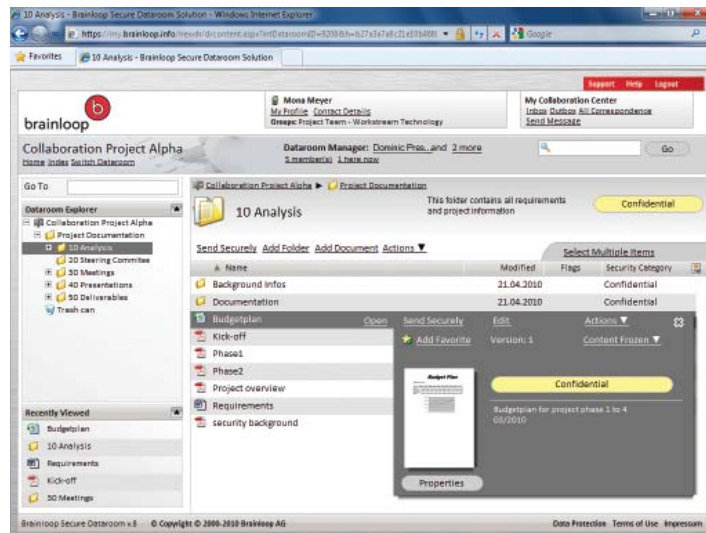 10 Analysis - Brainloop Secure Dataroom Solution - Windows Internet Explorer
Google
Favorites 10 Analysis - Brainloop Secure Dataroom Solution
Support Help Logout
brainloop
Mona Meyer
My Profile Contact Details
Groups: Project Team - Workstream Technology
My Collaboration Center
Inbox Outbox All Correspondence
Send Message
Collaboration Project Alpha
Home Index Switch Dataroom
Dataroom Manager: Dominic Pres..and 2 more
5 member(s) 1 here now
Go
Go To
Collaboration Project Alpha Project Documentation
10 Analysis
This folder contains all requirements
and project information
Confidential
Dataroom Explorer
Collaboration Project Alpha
Project Documentation
10 Analysis
20 Steering Commitee
30 Meetings
40 Presentations
50 Deliverables
Trash can
Send Securely Add Folder Add Document Actions
Select Multiple Items
Name Modified Flags Security Category
Background Infos 21.04.2010 Confidential
Documentation 21.04.2010 Confidential
Budgetplan Open Send Securely Edit Actions
Add Favorite Version: 1 Content Frozen
Kick-off
Phase1
Phase2
Project overview
Requirements
security background
Budget Plan
Confidential
Budgetplan for project phase 1 to 4
03/2010
Properties
Recently Viewed
Budgetplan
10 Analysis
Requirements
Kick-off
30 Meetings
Brainloop Secure Dataroom v.8 © Copyright © 2000-2010 Brainloop AG Data Protection Terms of Use Impressum